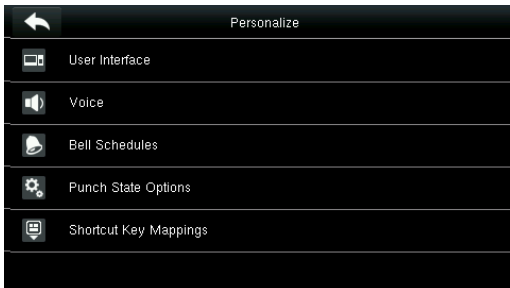 Personalize
User Interface
Voice
Bell Schedules
Punch State Options
Shortcut Key Mappings